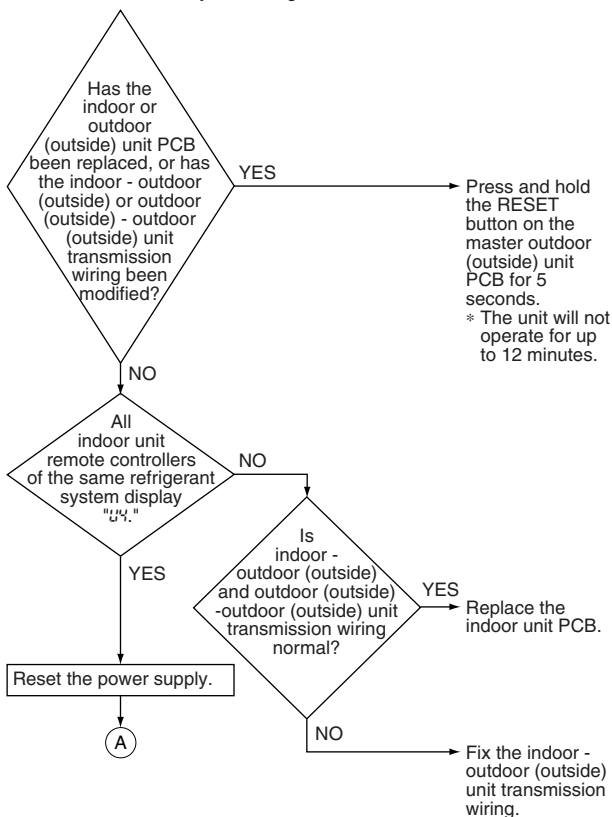 Has the
indoor or
outdoor
(outside) unit PCB
been replaced, or has
the indoor - outdoor
(outside) or outdoor
(outside) - outdoor
(outside) unit
transmission
wiring been
modified?
YES
Press and hold
the RESET
button on the
master outdoor
(outside) unit
PCB for 5
seconds.
* The unit will not
operate for up
to 12 minutes.
NO
All
indoor unit
remote controllers
of the same refrigerant
system display
"U4."
NO
YES
Is
indoor -
outdoor (outside)
and outdoor (outside)
-outdoor (outside) unit
transmission wiring
normal?
YES
Replace the
indoor unit PCB.
Reset the power supply.
A
NO
Fix the indoor -
outdoor (outside)
unit transmission
wiring.